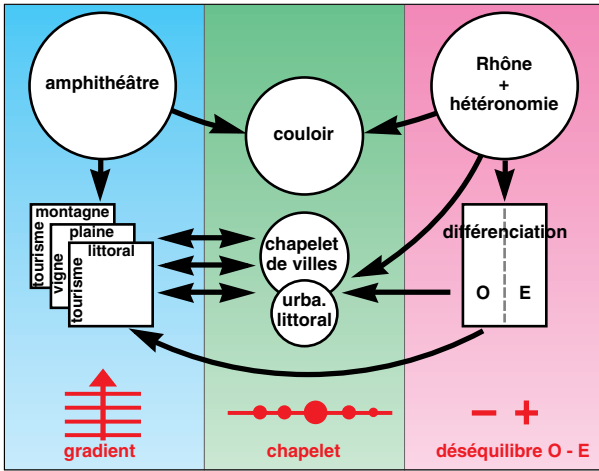 amphithéâtre
couloir
Rhône
+
hétéronomie
montagne
tourisme
plaine
vigne
littoral
tourisme
chapelet
de villes
urba.
littoral
différenciation
O E
gradient
chapelet
déséquilibre O - E